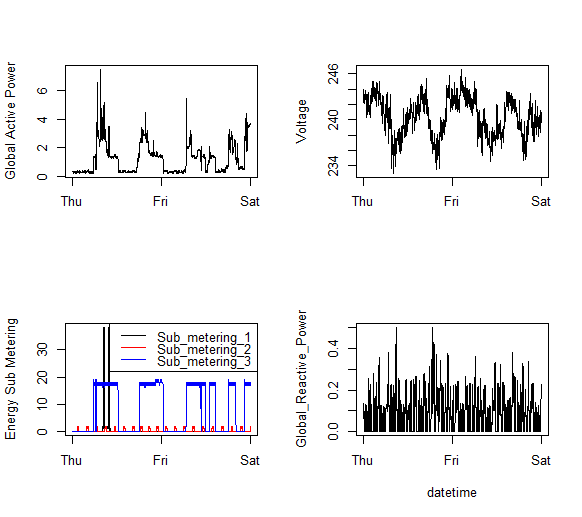 Global Active Power
0 2 4 6
Thu Fri Sat
Voltage
234 240 246
Thu Fri Sat
Energy Sub Metering
0 10 20 30
Sub_metering_1
Sub_metering_2
Sub_metering_3
Thu Fri Sat
Global_Reactive_Power
0.0 0.2 0.4
Thu Fri Sat
datetime